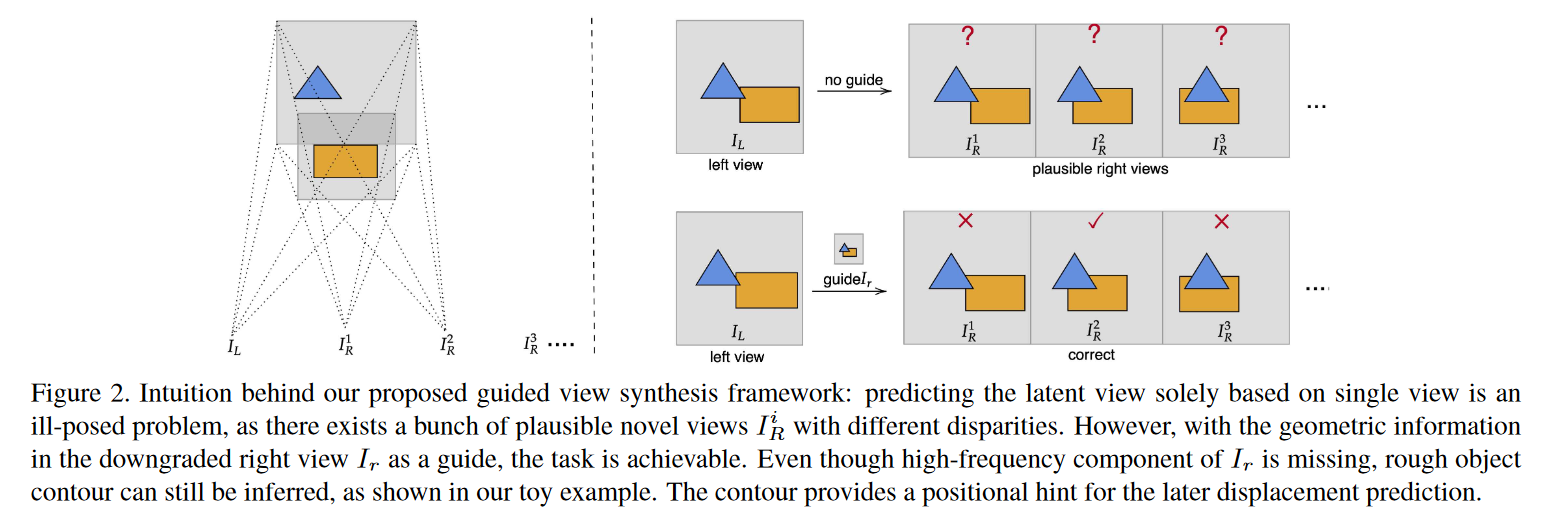 I_L
I_R^1
I_R^2
I_R^3 ....
I_L
left view
no guide
? ? ?
I_R^1 I_R^2 I_R^3
plausible right views
...
I_L
left view
guideI_r
× ✓ ×
I_R^1 I_R^2 I_R^3
correct
....
Figure 2. Intuition behind our proposed guided view synthesis framework: predicting the latent view solely based on single view is an
ill-posed problem, as there exists a bunch of plausible novel views I_R^i with different disparities. However, with the geometric information
in the downgraded right view I_r as a guide, the task is achievable. Even though high-frequency component of I_r is missing, rough object
contour can still be inferred, as shown in our toy example. The contour provides a positional hint for the later displacement prediction.